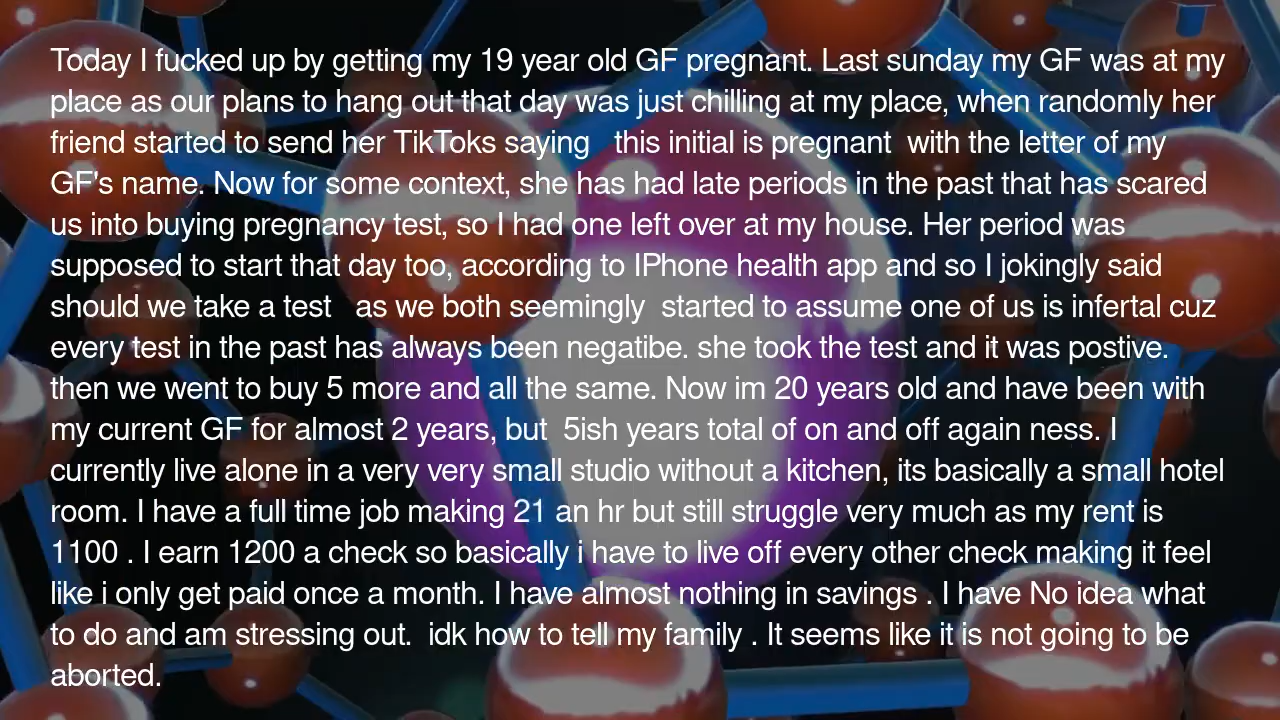 Today I fucked up by getting my 19 year old GF pregnant. Last sunday my GF was at my
place as our plans to hang out that day was just chilling at my place, when randomly her
friend started to send her TikToks saying   this initial is pregnant  with the letter of my
GF's name. Now for some context, she has had late periods in the past that has scared
us into buying pregnancy test, so I had one left over at my house. Her period was
supposed to start that day too, according to IPhone health app and so I jokingly said
should we take a test   as we both seemingly  started to assume one of us is infertal cuz
every test in the past has always been negatibe. she took the test and it was postive.
then we went to buy 5 more and all the same. Now im 20 years old and have been with
my current GF for almost 2 years, but  5ish years total of on and off again ness. I
currently live alone in a very very small studio without a kitchen, its basically a small hotel
room. I have a full time job making 21 an hr but still struggle very much as my rent is
1100 . I earn 1200 a check so basically i have to live off every other check making it feel
like i only get paid once a month. I have almost nothing in savings . I have No idea what
to do and am stressing out.  idk how to tell my family . It seems like it is not going to be
aborted.